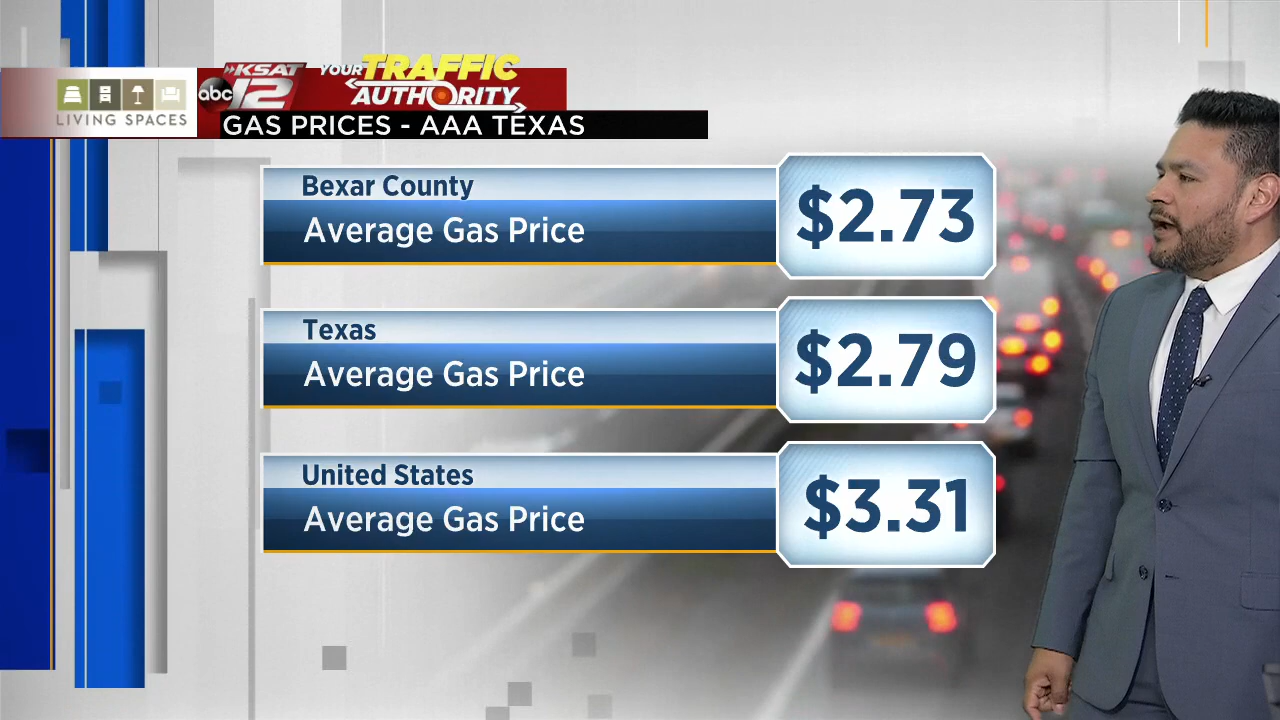 YOUR TRAFFIC
AUTHORITY
KSAT
abc 12
LIVING SPACES
GAS PRICES - AAA TEXAS
Bexar County
Average Gas Price
$2.73
Texas
Average Gas Price
$2.79
United States
Average Gas Price
$3.31